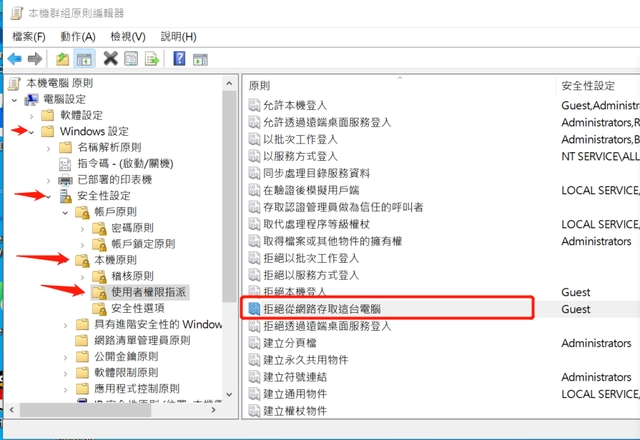 本機群組原則編輯器
檔案(F) 動作(A) 檢視(V) 說明(H)
本機電腦 原則
電腦設定
軟體設定
Windows 設定
名稱解析原則
指令碼 - (啟動/關機)
已部署的印表機
安全性設定
帳戶原則
密碼原則
帳戶鎖定原則
本機原則
稽核原則
使用者權限指派
安全性選項
具有進階安全性的 Window
網路清單管理員原則
公開金鑰原則
軟體限制原則
應用程式控制原則
原則 安全性設定
允許本機登入 Guest,Administra
允許透過遠端桌面服務登入 Administrators,R
以批次工作登入 Administrators,B
以服務方式登入 NT SERVICE\ALL
同步處理目錄服務資料
在驗證後模擬用戶端 LOCAL SERVICE,
存取認證管理員做為信任的呼叫者
取代處理程序等級權杖 LOCAL SERVICE,
取得檔案或其他物件的擁有權 Administrators
拒絕以批次工作登入
拒絕以服務方式登入
拒絕本機登入 Guest
拒絕從網路存取這台電腦 Guest
拒絕透過遠端桌面服務登入
建立分頁檔 Administrators
建立永久共用物件
建立符號連結 Administrators
建立通用物件 LOCAL SERVICE,
建立權杖物件